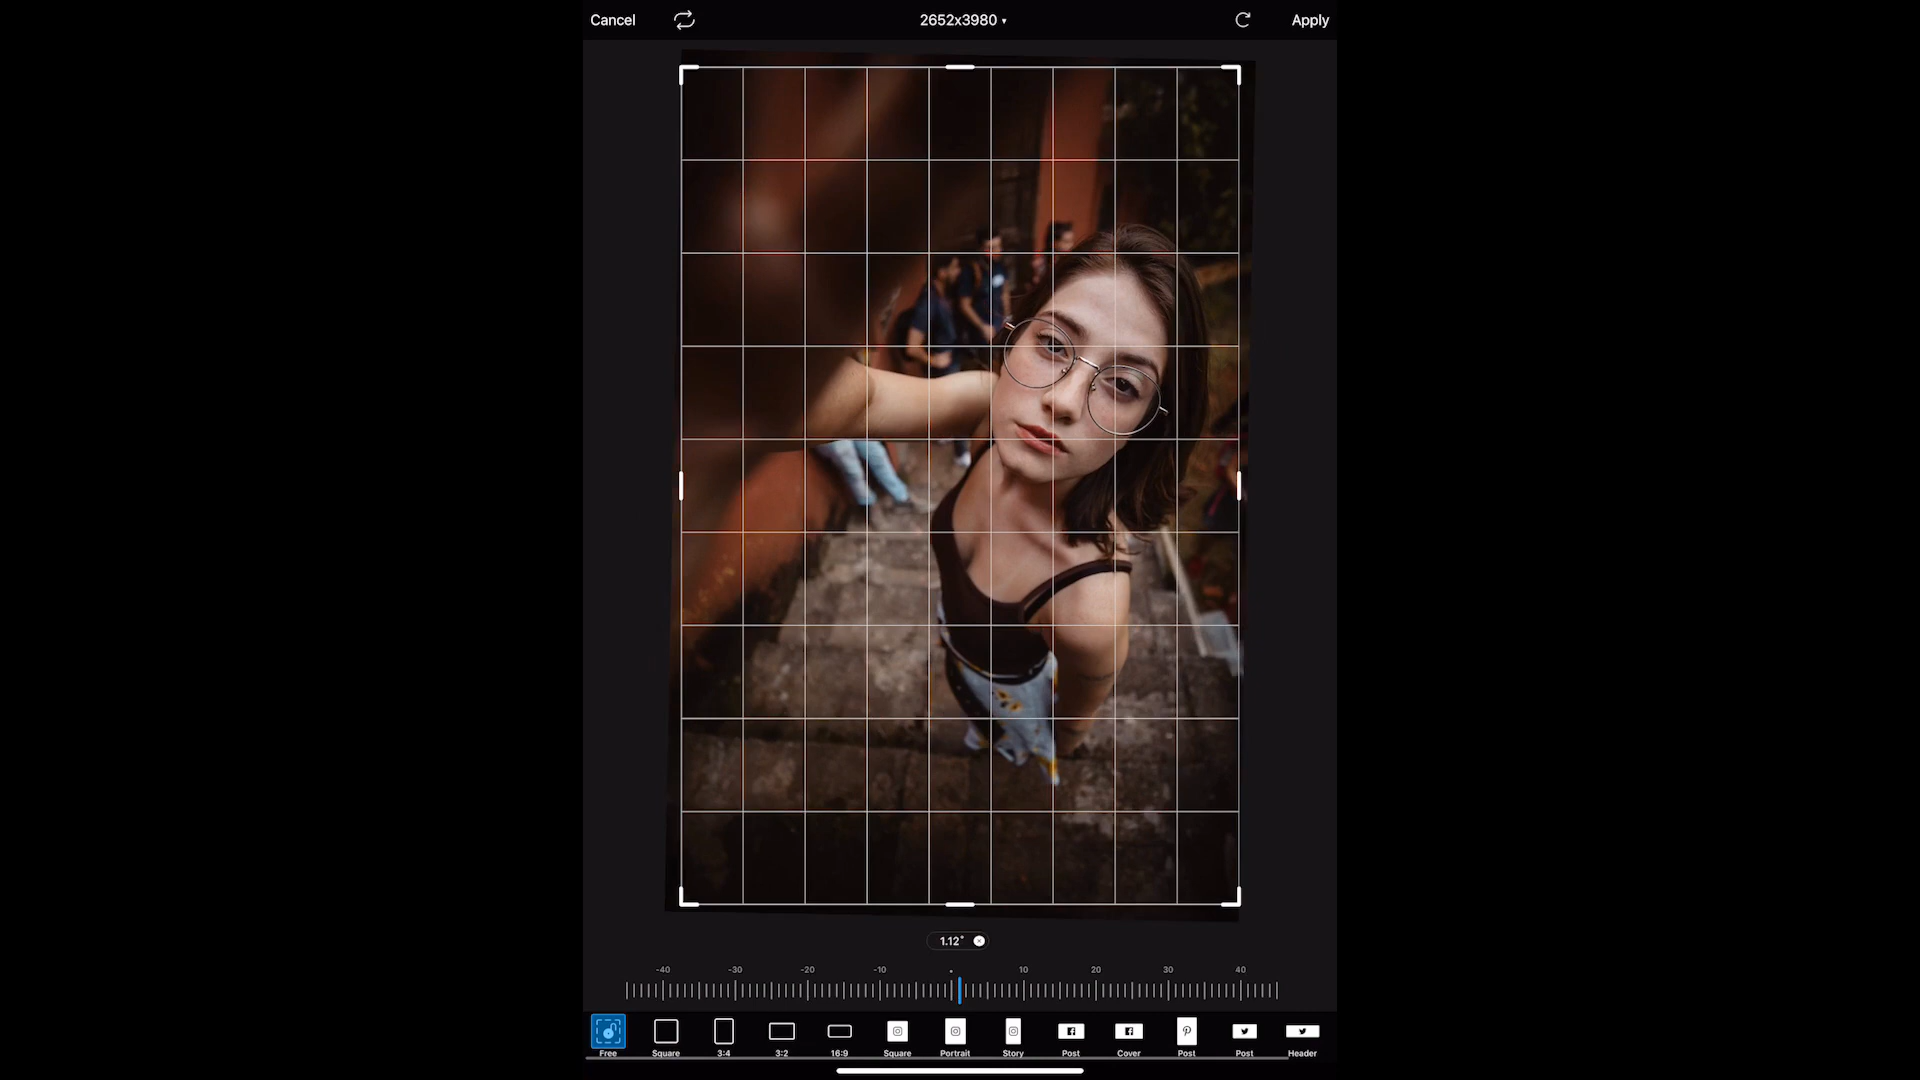 Cancel
2652x3980 ▾
Apply
1.12°
-40 -30 -20 -10 10 20 30 40
Free Square 3:4 3:2 16:9 Square Portrait Story Post Cover Post Post Header